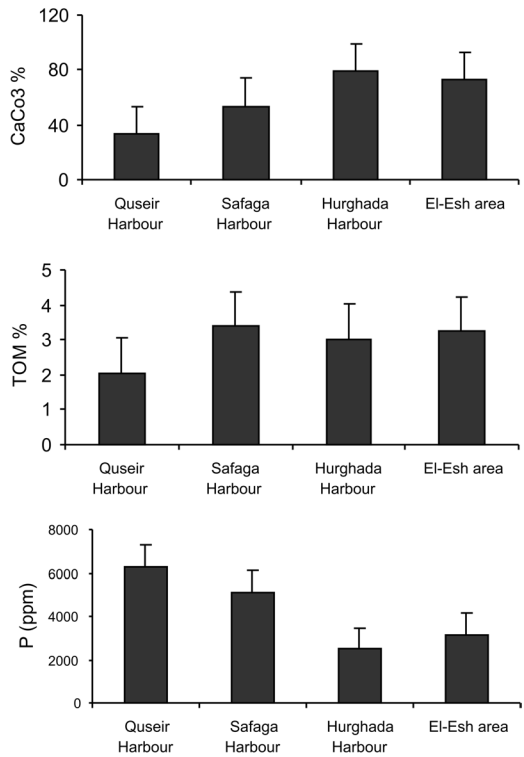 120
80
40
0
CaCo3 %
Quseir Harbour
Safaga Harbour
Hurghada Harbour
El-Esh area
5
4
3
2
1
0
TOM %
Quseir Harbour
Safaga Harbour
Hurghada Harbour
El-Esh area
8000
6000
4000
2000
0
P (ppm)
Quseir Harbour
Safaga Harbour
Hurghada Harbour
El-Esh area